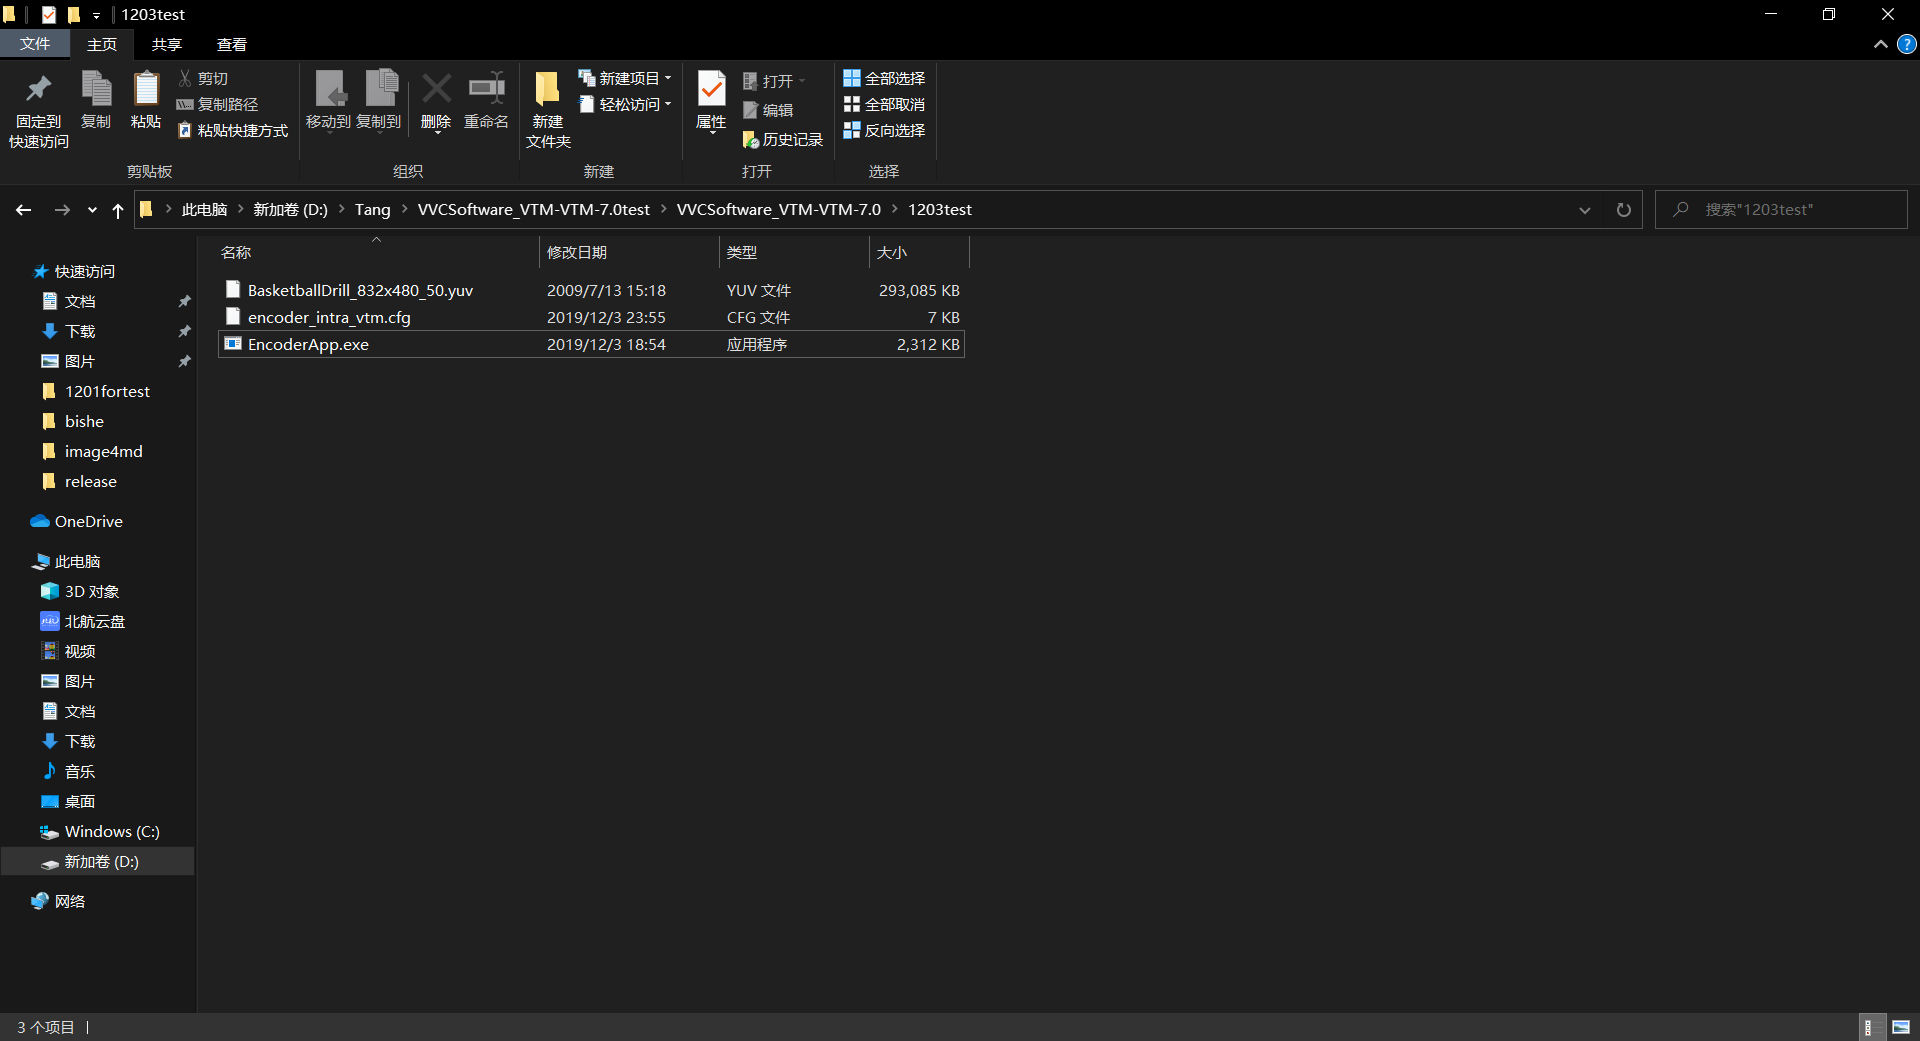 1203test
文件 主页 共享 查看
固定到
快速访问
复制
粘贴
剪切
复制路径
粘贴快捷方式
剪贴板
移动到
复制到
删除
重命名
组织
新建
文件夹
新建项目
轻松访问
新建
属性
打开
编辑
历史记录
打开
全部选择
全部取消
反向选择
选择
此电脑 新加卷 (D:) Tang VVCSoftware_VTM-VTM-7.0test VVCSoftware_VTM-VTM-7.0 1203test
搜索"1203test"
快速访问
文档
下载
图片
1201fortest
bishe
image4md
release
OneDrive
此电脑
3D 对象
北航云盘
视频
图片
文档
下载
音乐
桌面
Windows (C:)
新加卷 (D:)
网络
名称 修改日期 类型 大小
BasketballDrill_832x480_50.yuv 2009/7/13 15:18 YUV 文件 293,085 KB
encoder_intra_vtm.cfg 2019/12/3 23:55 CFG 文件 7 KB
EncoderApp.exe 2019/12/3 18:54 应用程序 2,312 KB
3 个项目